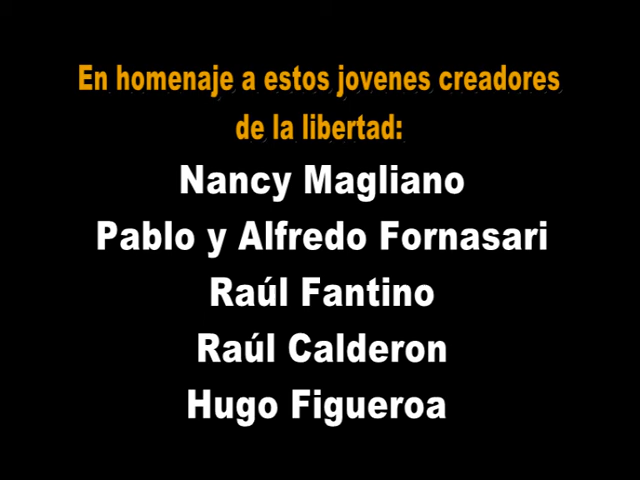 En homenaje a estos jovenes creadores
de la libertad:
Nancy Magliano
Pablo y Alfredo Fornasari
Raúl Fantino
Raúl Calderon
Hugo Figueroa